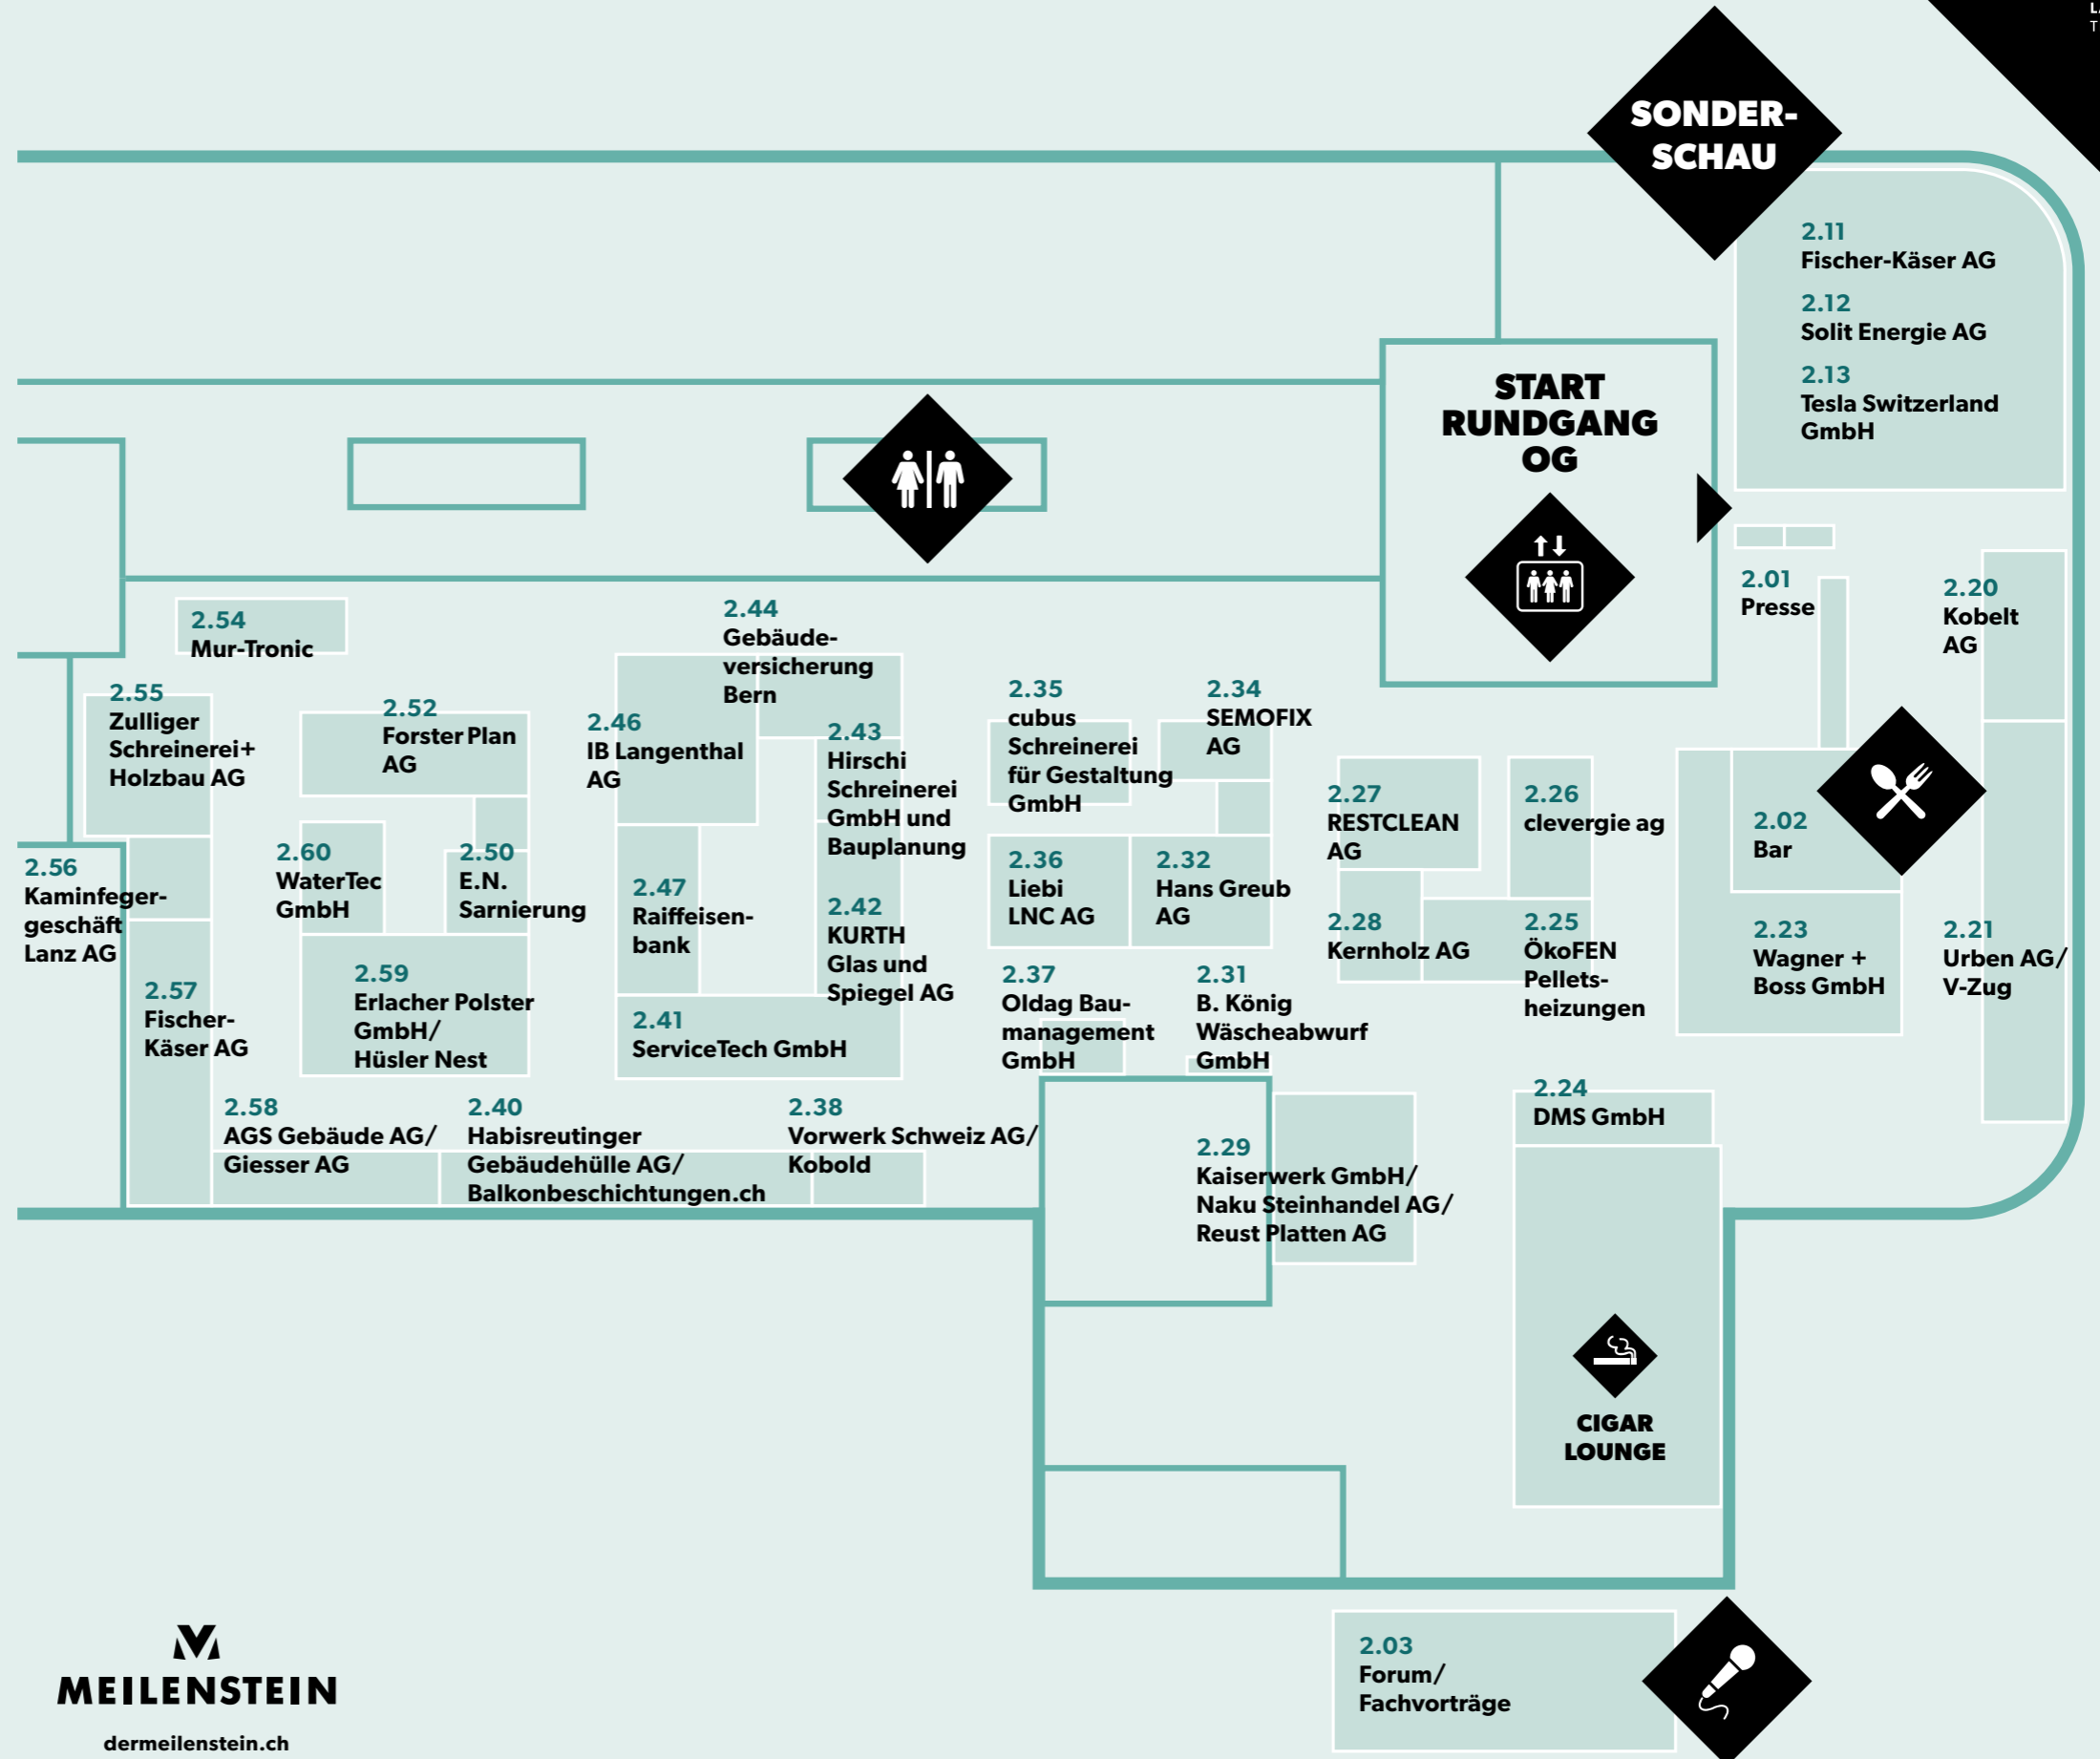 SONDER-
SCHAU
2.11
Fischer-Käser AG
2.12
Solit Energie AG
2.13
Tesla Switzerland
GmbH
START
RUNDGANG
OG
2.01
Presse
2.20
Kobelt
AG
2.54
Mur-Tronic
2.44
Gebäude-
versicherung
Bern
2.55
Zulliger
Schreinerei+
Holzbau AG
2.52
Forster Plan
AG
2.46
IB Langenthal
AG
2.43
Hirschi
Schreinerei
GmbH und
Bauplanung
2.35
cubus
Schreinerei
für Gestaltung
GmbH
2.34
SEMOFIX
AG
2.27
RESTCLEAN
AG
2.26
clevergie ag
2.02
Bar
2.56
Kaminfeger-
geschäft
Lanz AG
2.60
WaterTec
GmbH
2.50
E.N.
Sarnierung
2.47
Raiffeisen-
bank
2.42
KURTH
Glas und
Spiegel AG
2.36
Liebi
LNC AG
2.32
Hans Greub
AG
2.28
Kernholz AG
2.25
ÖkoFEN
Pellets-
heizungen
2.23
Wagner +
Boss GmbH
2.21
Urben AG/
V-Zug
2.57
Fischer-
Käser AG
2.59
Erlacher Polster
GmbH/
Hüsler Nest
2.41
ServiceTech GmbH
2.37
Oldag Bau-
management
GmbH
2.31
B. König
Wäscheabwurf
GmbH
2.58
AGS Gebäude AG/
Giesser AG
2.40
Habisreutinger
Gebäudehülle AG/
Balkonbeschichtungen.ch
2.38
Vorwerk Schweiz AG/
Kobold
2.29
Kaiserwerk GmbH/
Naku Steinhandel AG/
Reust Platten AG
2.24
DMS GmbH
CIGAR
LOUNGE
2.03
Forum/
Fachvorträge
MEILENSTEIN
dermeilenstein.ch